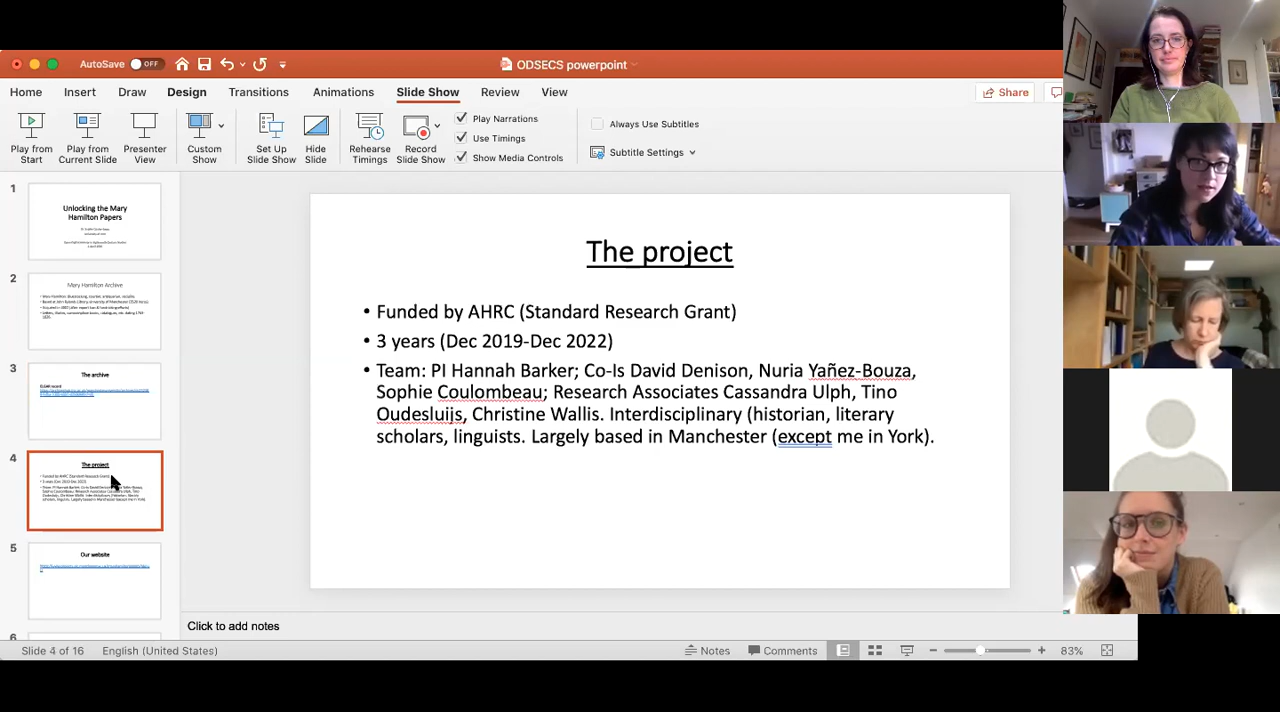 AutoSave OFF
ODSECS powerpoint
Home Insert Draw Design Transitions Animations Slide Show Review View
Share
Play from Start
Play from Current Slide
Presenter View
Custom Show
Set Up Slide Show
Hide Slide
Rehearse Timings
Record Slide Show
Play Narrations
Use Timings
Show Media Controls
Always Use Subtitles
Subtitle Settings
1
Unlocking the Mary
Hamilton Papers
2
Mary Hamilton Archive
3
The archive
4
The project
5
Our website
6
The project
• Funded by AHRC (Standard Research Grant)
• 3 years (Dec 2019-Dec 2022)
• Team: PI Hannah Barker; Co-Is David Denison, Nuria Yañez-Bouza,
Sophie Coulombeau; Research Associates Cassandra Ulph, Tino
Oudesluijs, Christine Wallis. Interdisciplinary (historian, literary
scholars, linguists. Largely based in Manchester (except me in York).
Click to add notes
Slide 4 of 16 English (United States) Notes Comments 83%